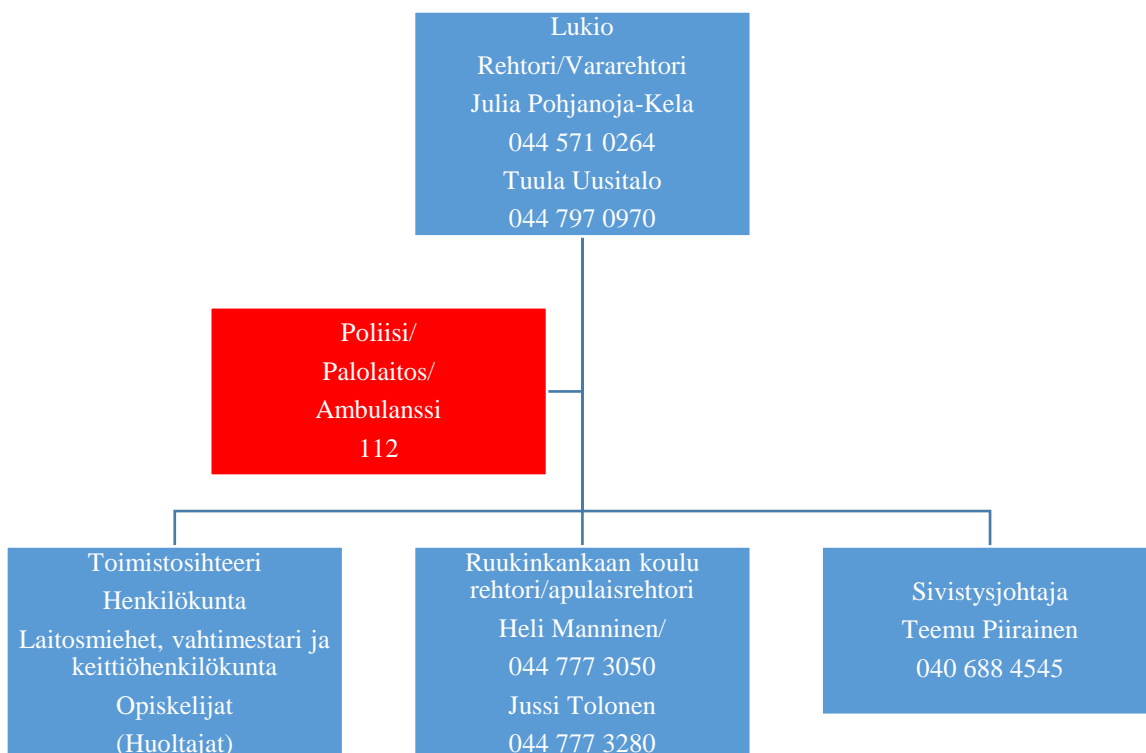 Lukio
Rehtori/Vararehtori
Julia Pohjanoja-Kela
044 571 0264
Tuula Uusitalo
044 797 0970
Poliisi/
Palolaitos/
Ambulanssi
112
Toimistosihteeri
Henkilökunta
Laitosmiehet, vahtimestari ja
keittiöhenkilökunta
Opiskelijat
(Huoltajat)
Ruukinkankaan koulu
rehtori/apulaisrehtori
Heli Manninen/
044 777 3050
Jussi Tolonen
044 777 3280
Sivistysjohtaja
Teemu Piirainen
040 688 4545